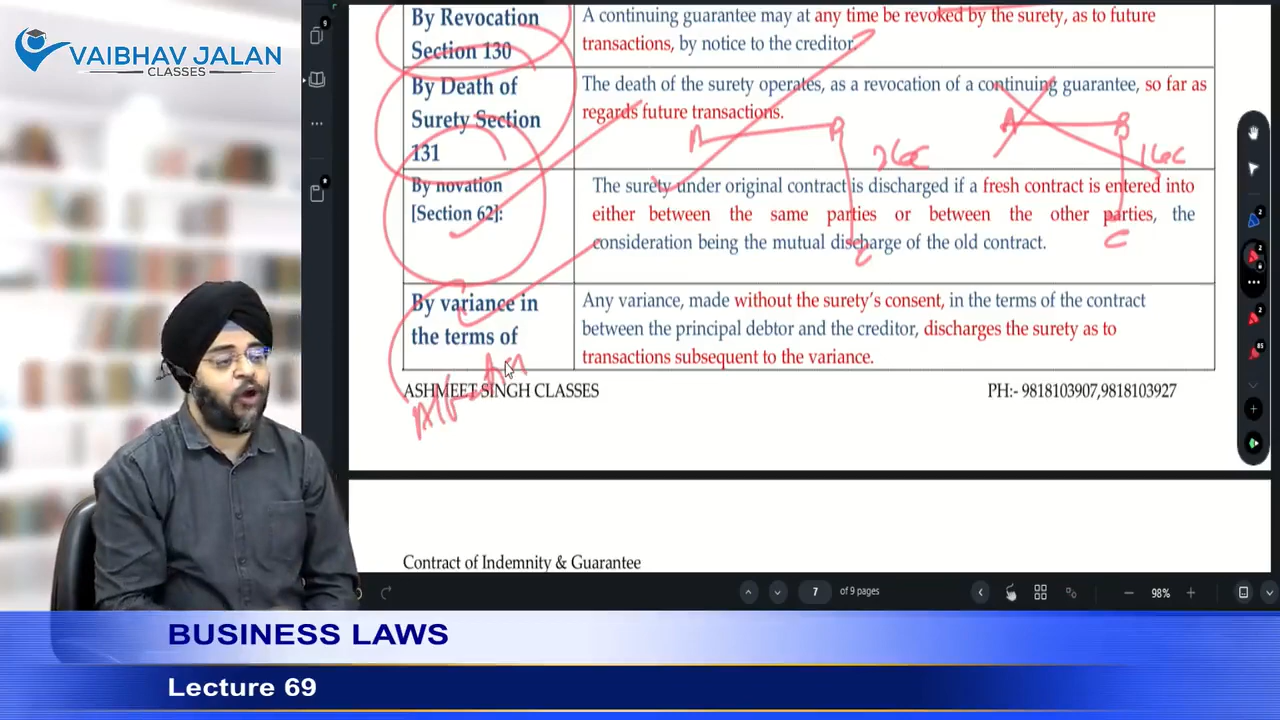 VAIBHAV JALAN
CLASSES
By Revocation
Section 130
A continuing guarantee may at any time be revoked by the surety, as to future
transactions, by notice to the creditor.
By Death of
Surety Section
131
The death of the surety operates, as a revocation of a continuing guarantee, so far as
regards future transactions.
A B
A B
By novation
[Section 62]:
The surety under original contract is discharged if a fresh contract is entered into
either between the same parties or between the other parties, the
consideration being the mutual discharge of the old contract.
C
C
By variance in
the terms of
Any variance, made without the surety's consent, in the terms of the contract
between the principal debtor and the creditor, discharges the surety as to
transactions subsequent to the variance.
ASHMEET SINGH CLASSES
PH:- 9818103907,9818103927
Contract of Indemnity & Guarantee
7 of 9 pages
98%
BUSINESS LAWS
Lecture 69